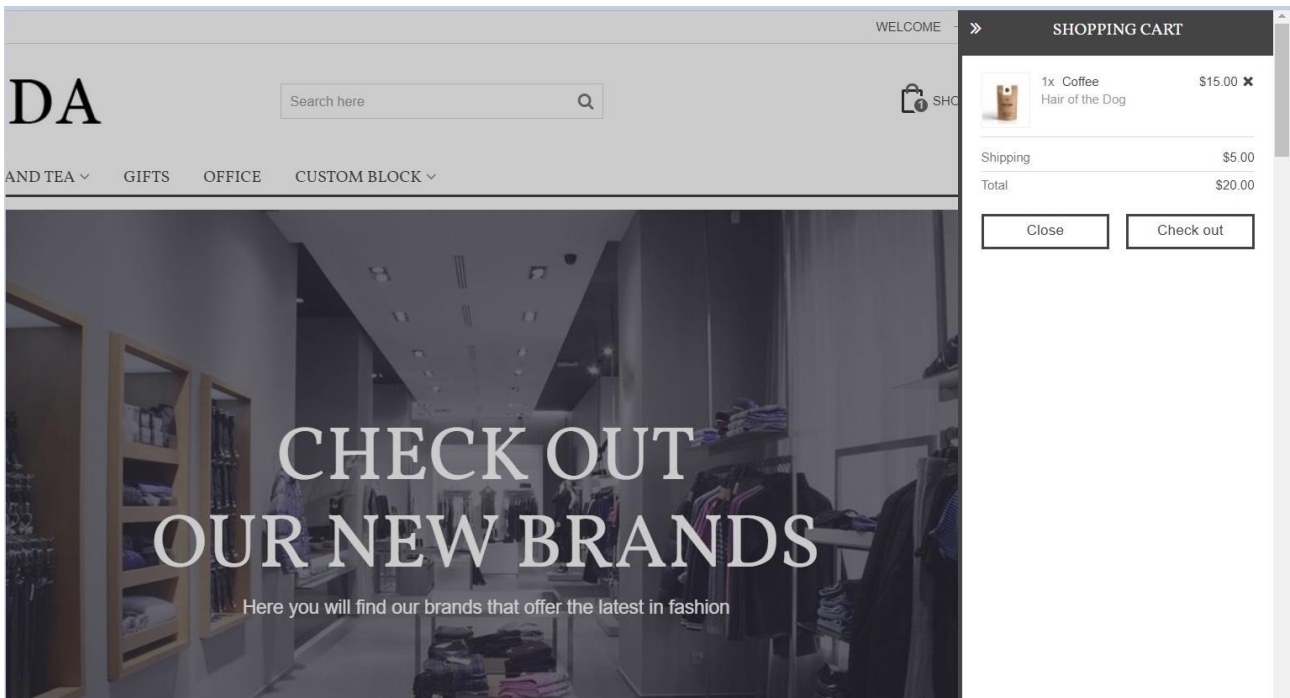 WELCOME
SHOPPING CART
DA
Search here
1
SHO
1x Coffee $15.00
Hair of the Dog
Shipping $5.00
Total $20.00
Close
Check out
AND TEA
GIFTS
OFFICE
CUSTOM BLOCK
CHECK OUT
OUR NEW BRANDS
Here you will find our brands that offer the latest in fashion